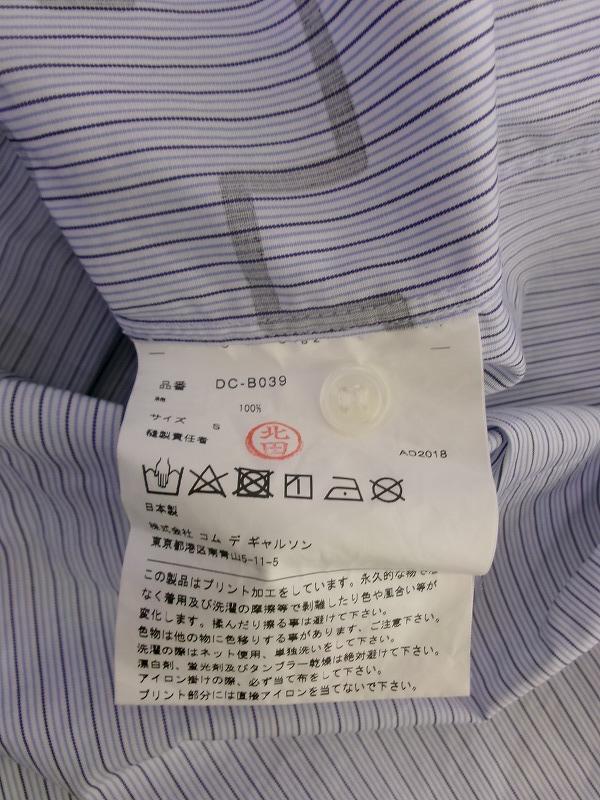 品番 DC-B039
綿 100%
サイズ S
縫製責任者 北田
AD2018
日本製
株式会社 コム デ ギャルソン
東京都港区南青山5-11-5
この製品はプリント加工をしています。永久的な物では
なく着用及び洗濯の摩擦等で剥離したり色や風合い等が
変化します。揉んだり擦る事は避けて下さい。
色物は他の物に色移りする事があります、ご注意下さい。
洗濯の際はネット使用、単独洗いをして下さい。
漂白剤、蛍光剤及びタンブラー乾燥は絶対避けて下さい。
アイロン掛けの際、必ず当て布をして下さい。
プリント部分には直接アイロンを当てないで下さい。